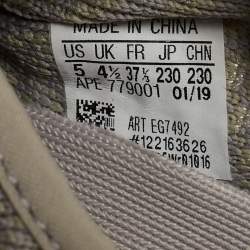 MADE IN CHINA
US UK FR JP CHN
5 4½ 37⅓ 230 230
APE 779001 01/19
ART EG7492
#122163626